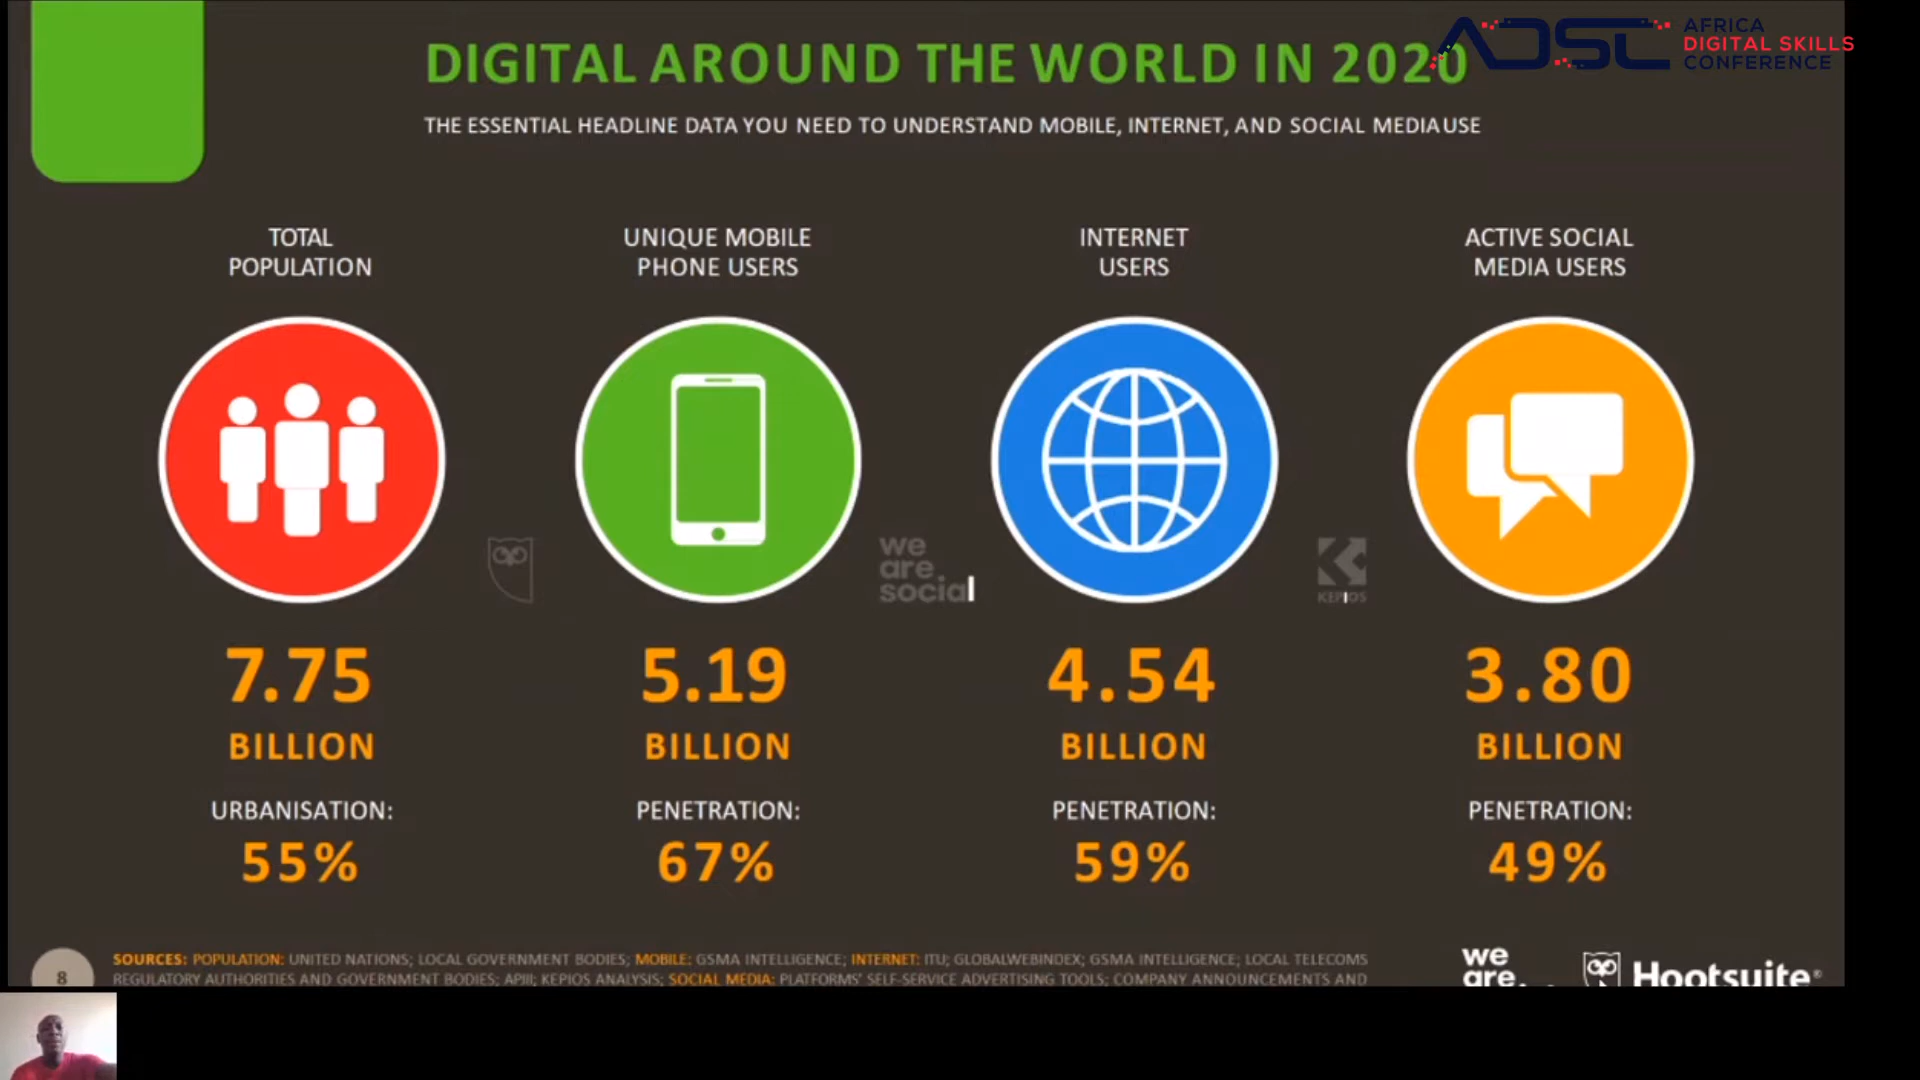 DIGITAL AROUND THE WORLD IN 2020
AFRICA
DIGITAL SKILLS
CONFERENCE
THE ESSENTIAL HEADLINE DATA YOU NEED TO UNDERSTAND MOBILE, INTERNET, AND SOCIAL MEDIA USE
TOTAL
POPULATION
UNIQUE MOBILE
PHONE USERS
INTERNET
USERS
ACTIVE SOCIAL
MEDIA USERS
we
are
social
KEPIOS
7.75
BILLION
URBANISATION:
55%
5.19
BILLION
PENETRATION:
67%
4.54
BILLION
PENETRATION:
59%
3.80
BILLION
PENETRATION:
49%
8
SOURCES: POPULATION: UNITED NATIONS; LOCAL GOVERNMENT BODIES; MOBILE: GSMA INTELLIGENCE; INTERNET: ITU; GLOBALWEBINDEX; GSMA INTELLIGENCE; LOCAL TELECOMS
REGULATORY AUTHORITIES AND GOVERNMENT BODIES; APJII; KEPIOS ANALYSIS; SOCIAL MEDIA: PLATFORMS' SELF-SERVICE ADVERTISING TOOLS; COMPANY ANNOUNCEMENTS AND
we
are
Hootsuite®